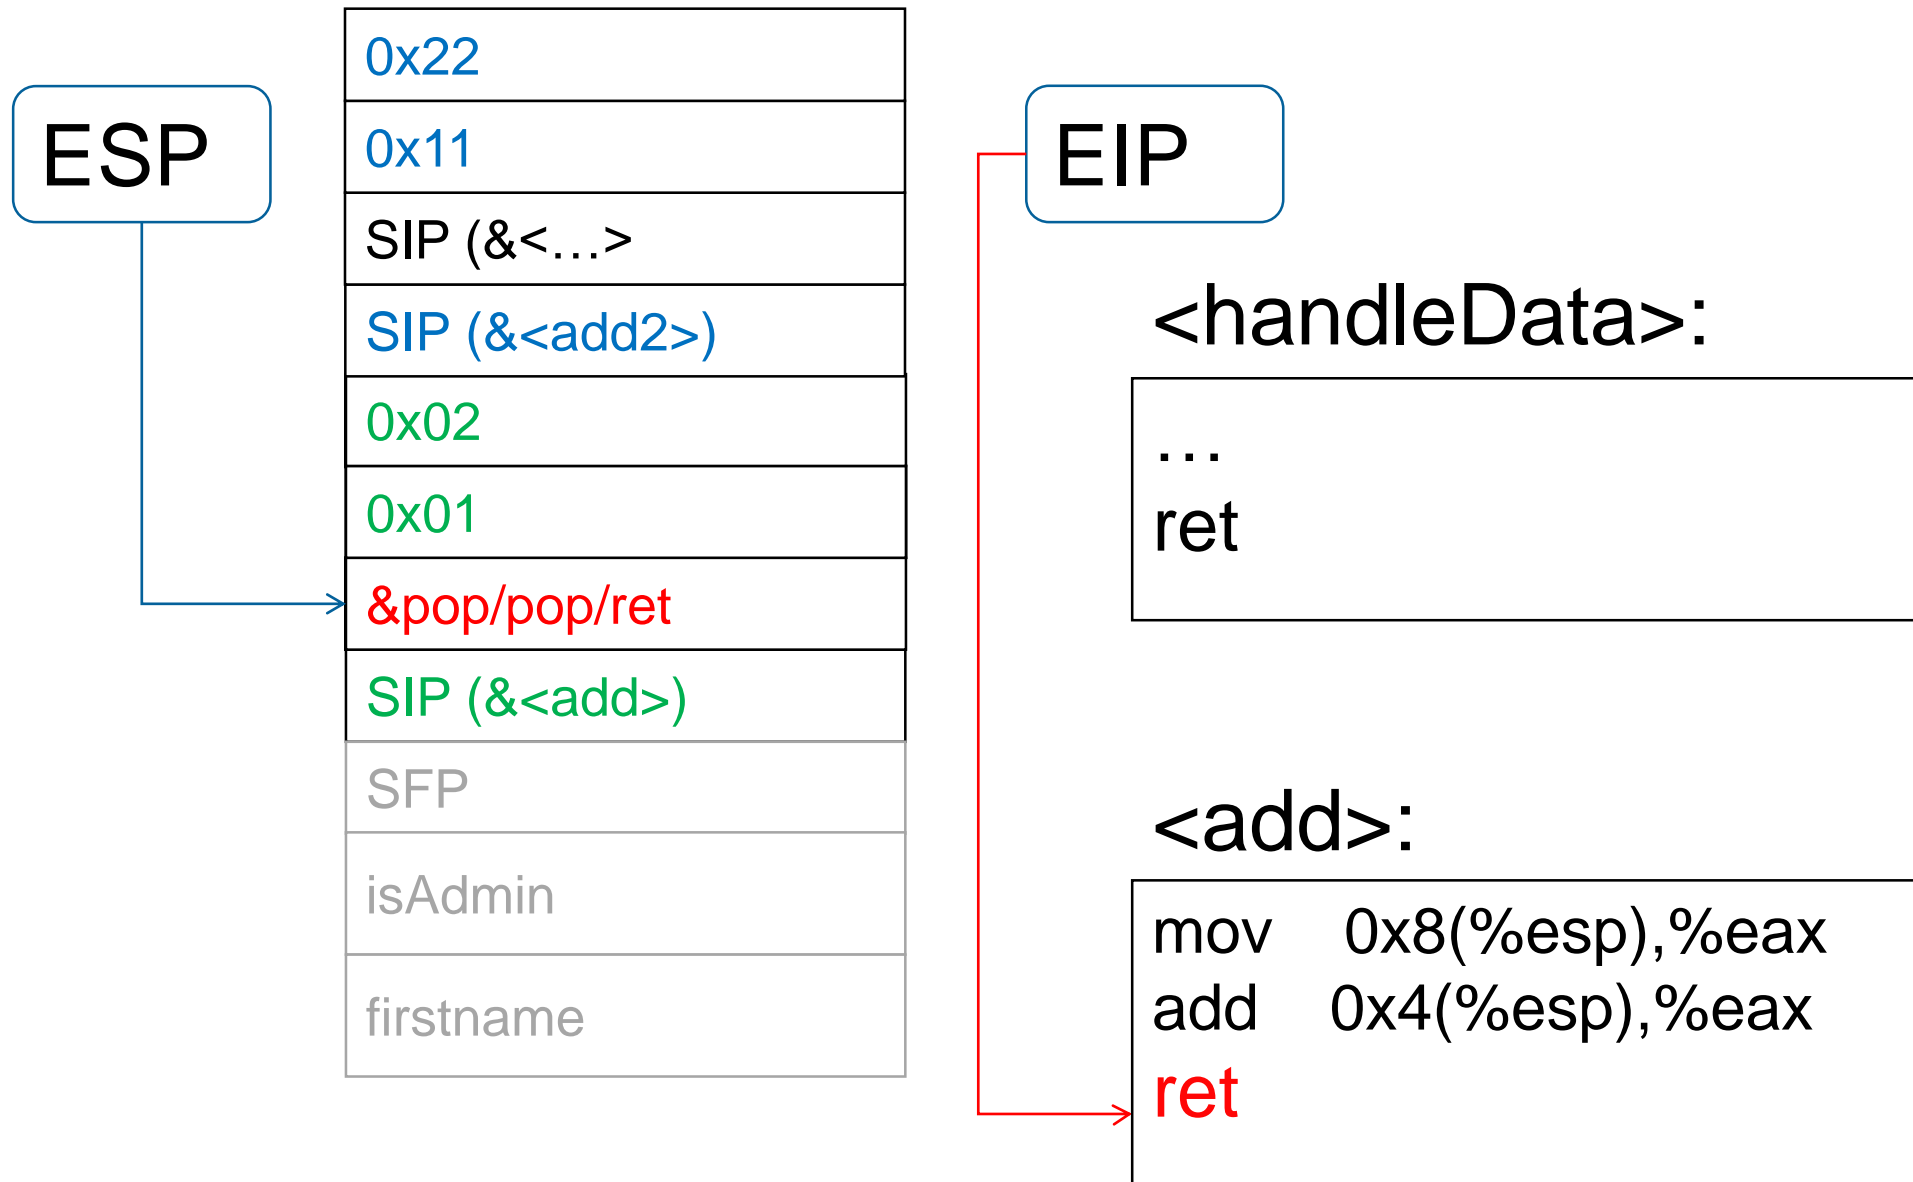 ESP
0x22
0x11
SIP (&<…>
SIP (&<add2>)
0x02
0x01
&pop/pop/ret
SIP (&<add>)
SFP
isAdmin
firstname
EIP
<handleData>:
…
ret
<add>:
mov 0x8(%esp),%eax
add 0x4(%esp),%eax
ret